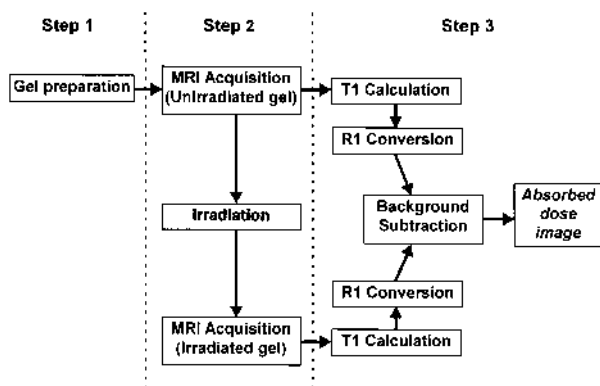 Step 1
Step 2
Step 3
Gel preparation
MRI Acquisition
(Unirradiated gel)
T1 Calculation
R1 Conversion
Irradiation
Background
Subtraction
Absorbed
dose
image
R1 Conversion
MRI Acquisition
(Irradiated gel)
T1 Calculation